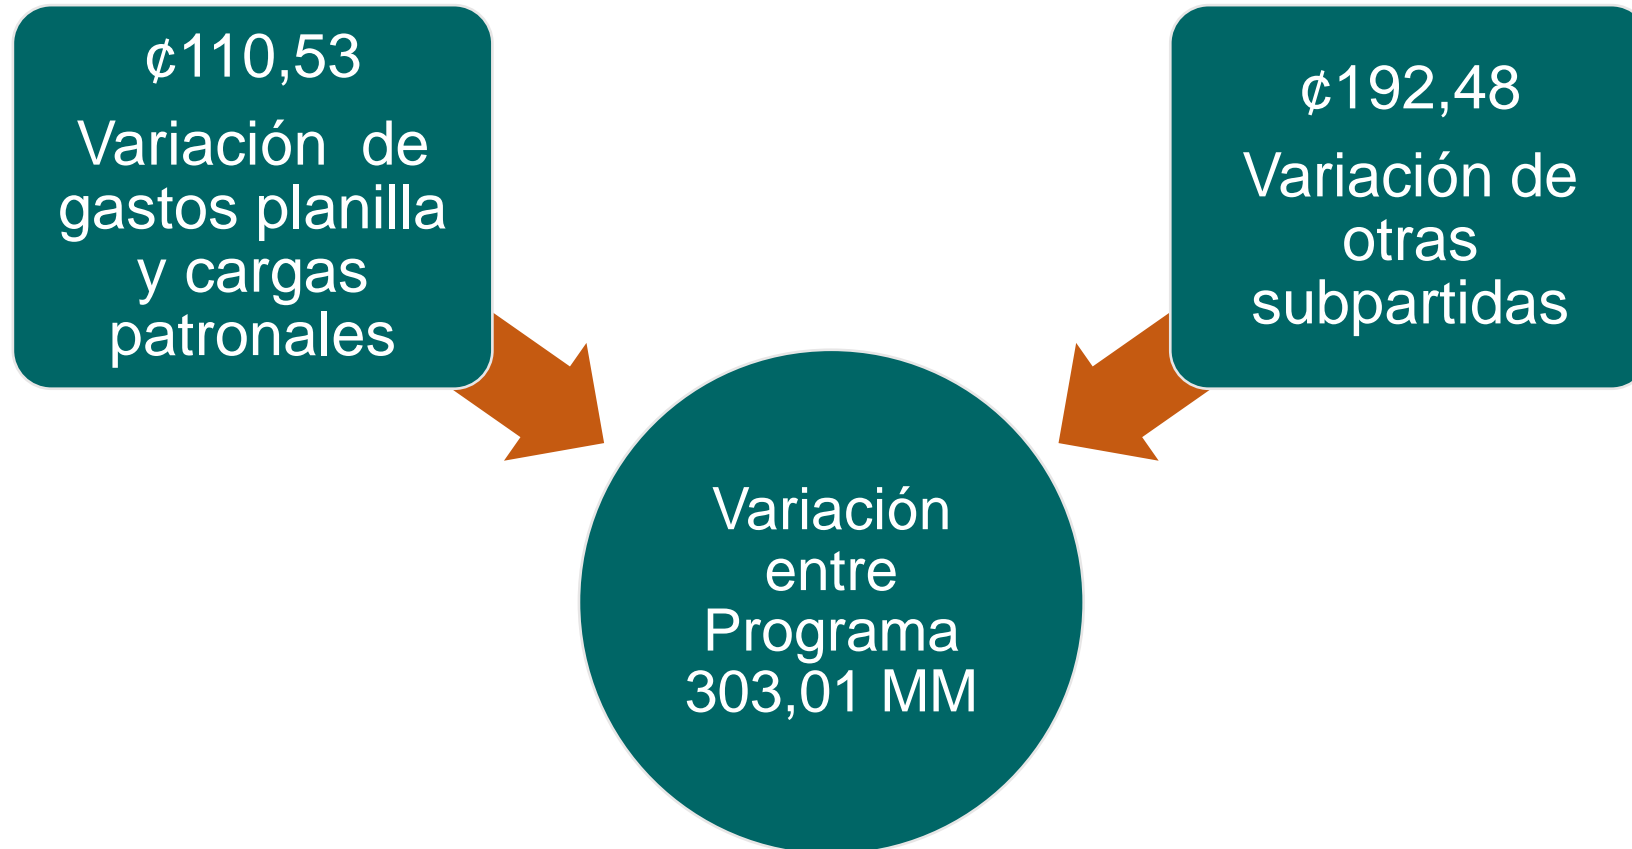 ¢110,53
Variación  de
gastos planilla
y cargas
patronales
¢192,48
Variación de
otras
subpartidas
Variación
entre
Programa
303,01 MM